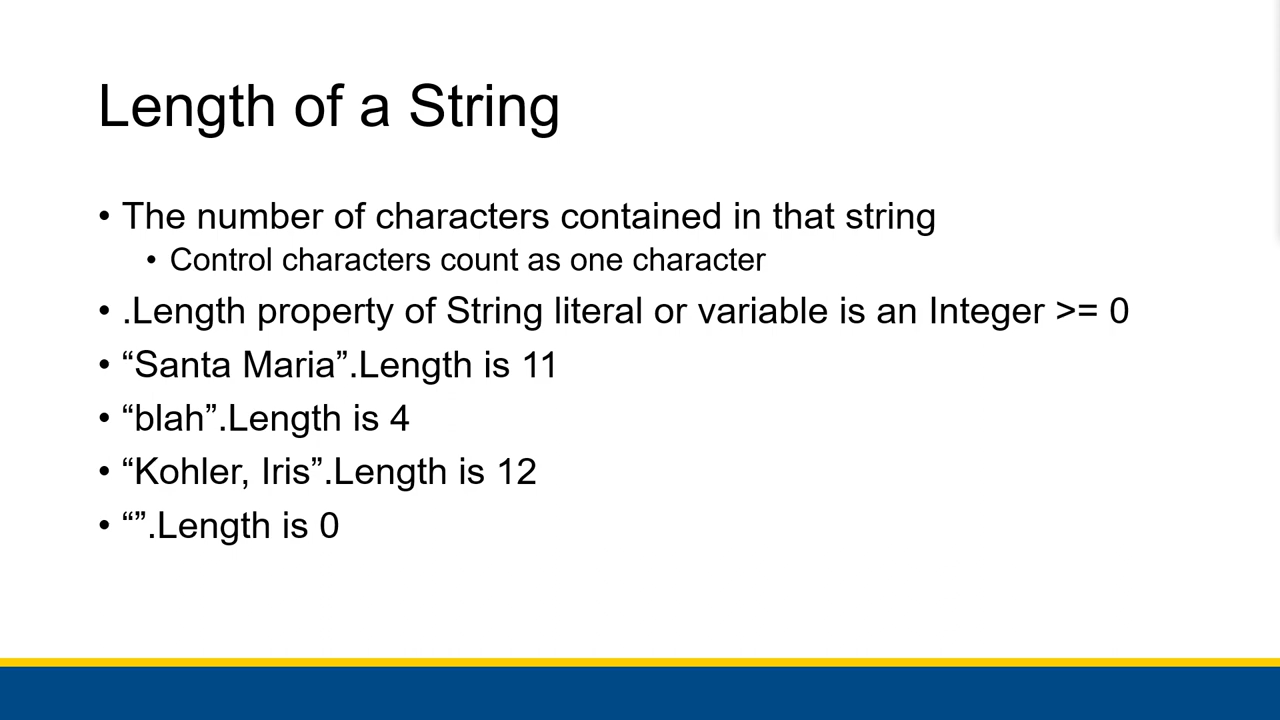 Length of a String
• The number of characters contained in that string
• Control characters count as one character
• .Length property of String literal or variable is an Integer >= 0
• “Santa Maria”.Length is 11
• “blah”.Length is 4
• “Kohler, Iris”.Length is 12
• “”.Length is 0